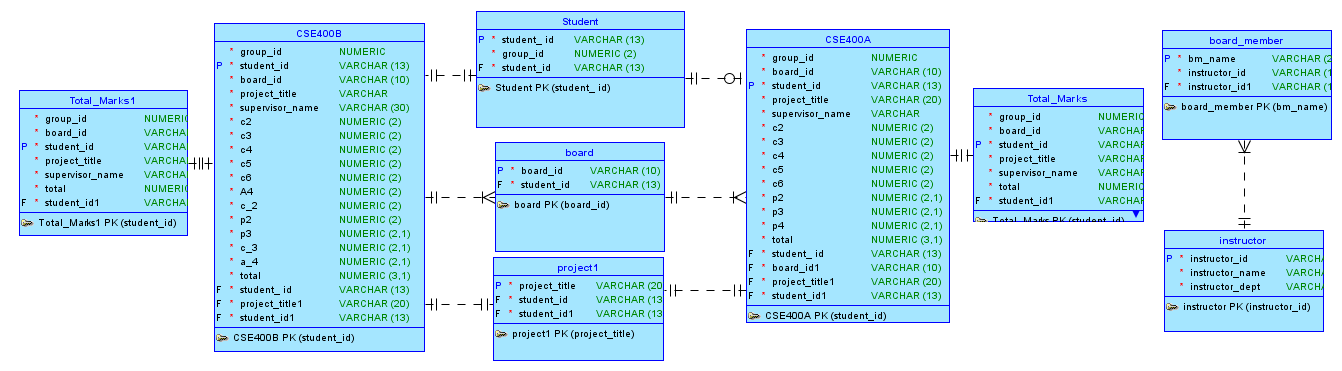 Total_Marks1
* group_id NUMERIC
* board_id VARCHA
P * student_id VARCHA
* project_title VARCHA
* supervisor_name VARCHA
* total NUMERI
F * student_id1 VARCHA
Total_Marks1 PK (student_id)
CSE400B
* group_id NUMERIC
P * student_id VARCHAR (13)
* board_id VARCHAR (10)
* project_title VARCHAR
* supervisor_name VARCHAR (30)
* c2 NUMERIC (2)
* c3 NUMERIC (2)
* c4 NUMERIC (2)
* c5 NUMERIC (2)
* c6 NUMERIC (2)
* A4 NUMERIC (2)
* c_2 NUMERIC (2)
* p2 NUMERIC (2)
* p3 NUMERIC (2,1)
* c_3 NUMERIC (2,1)
* a_4 NUMERIC (2,1)
* total NUMERIC (3,1)
F * student_ id VARCHAR (13)
F * project_title1 VARCHAR (20)
F * student_id1 VARCHAR (13)
CSE400B PK (student_id)
Student
P * student_ id VARCHAR (13)
* group_id NUMERIC (2)
F * student_id VARCHAR (13)
Student PK (student_ id)
board
P * board_id VARCHAR (10)
F * student_id VARCHAR (13)
board PK (board_id)
project1
P * project_title VARCHAR (20
F * student_id VARCHAR (13
F * student_id1 VARCHAR (13
project1 PK (project_title)
CSE400A
* group_id NUMERIC
* board_id VARCHAR (10)
P * student_id VARCHAR (13)
* project_title VARCHAR (20)
* supervisor_name VARCHAR
* c2 NUMERIC (2)
* c3 NUMERIC (2)
* c4 NUMERIC (2)
* c5 NUMERIC (2)
* c6 NUMERIC (2)
* p2 NUMERIC (2,1)
* p3 NUMERIC (2,1)
* p4 NUMERIC (2,1)
* total NUMERIC (3,1)
F * student_ id VARCHAR (13)
F * board_id1 VARCHAR (10)
F * project_title1 VARCHAR (20)
F * student_id1 VARCHAR (13)
CSE400A PK (student_id)
Total_Marks
* group_id NUMERIC
* board_id VARCHAR
P * student_id VARCHAR
* project_title VARCHAR
* supervisor_name VARCHAR
* total NUMERIC
F * student_id1 VARCHAR
Total_Marks PK (student_id)
board_member
P * bm_name VARCHAR (2
* instructor_id VARCHAR (1
F * instructor_id1 VARCHAR (1
board_member PK (bm_name)
instructor
P * instructor_id VARCHA
* instructor_name VARCHA
* instructor_dept VARCHA
instructor PK (instructor_id)